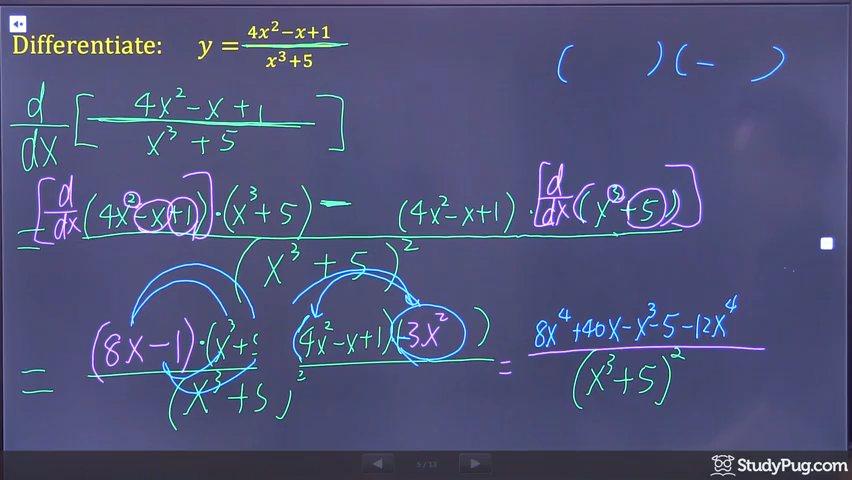 Differentiate: y = (4x²−x+1)/(x³+5)
( )(− )
d/dx [ (4x²−x+1)/(x³+5) ]
= ([d/dx (4x²−x+1)]·(x³+5) − (4x²−x+1)·[d/dx (x³+5)])/(x³+5)²
= ((8x−1)·(x³+5 (4x²−x+1)(−3x²))/(x³+5)² = (8x⁴+40x−x³−5−12x⁴)/(x³+5)²
5 / 13
StudyPug.com